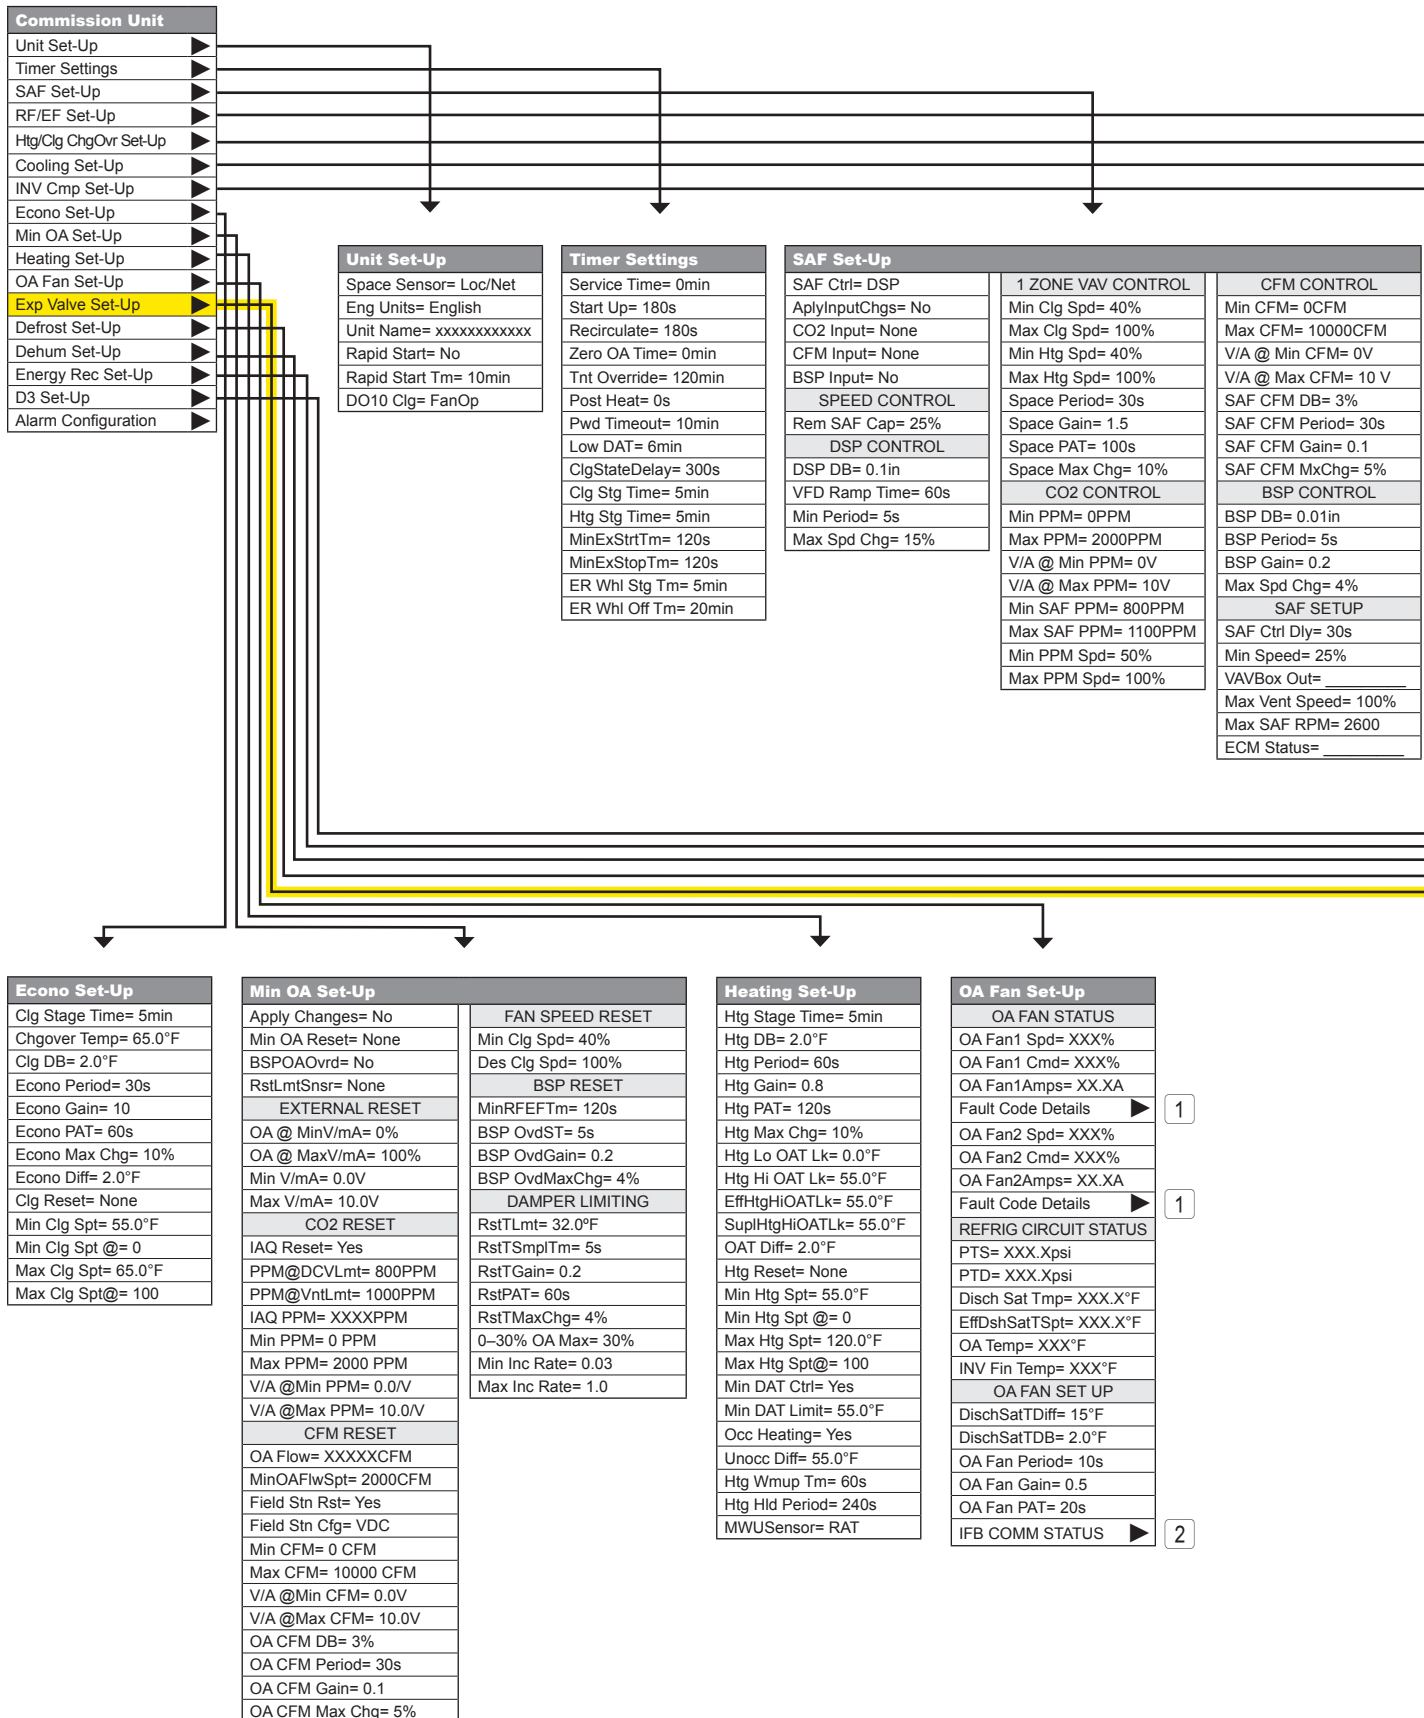 Commission Unit
Unit Set-Up
Timer Settings
SAF Set-Up
RF/EF Set-Up
Htg/Clg ChgOvr Set-Up
Cooling Set-Up
INV Cmp Set-Up
Econo Set-Up
Min OA Set-Up
Heating Set-Up
OA Fan Set-Up
Exp Valve Set-Up
Defrost Set-Up
Dehum Set-Up
Energy Rec Set-Up
D3 Set-Up
Alarm Configuration
Unit Set-Up
Space Sensor= Loc/Net
Eng Units= English
Unit Name= xxxxxxxxxxxx
Rapid Start= No
Rapid Start Tm= 10min
DO10 Clg= FanOp
Timer Settings
Service Time= 0min
Start Up= 180s
Recirculate= 180s
Zero OA Time= 0min
Tnt Override= 120min
Post Heat= 0s
Pwd Timeout= 10min
Low DAT= 6min
ClgStateDelay= 300s
Clg Stg Time= 5min
Htg Stg Time= 5min
MinExStrtTm= 120s
MinExStopTm= 120s
ER Whl Stg Tm= 5min
ER Whl Off Tm= 20min
SAF Set-Up
SAF Ctrl= DSP
AplyInputChgs= No
CO2 Input= None
CFM Input= None
BSP Input= No
SPEED CONTROL
Rem SAF Cap= 25%
DSP CONTROL
DSP DB= 0.1in
VFD Ramp Time= 60s
Min Period= 5s
Max Spd Chg= 15%
1 ZONE VAV CONTROL
Min Clg Spd= 40%
Max Clg Spd= 100%
Min Htg Spd= 40%
Max Htg Spd= 100%
Space Period= 30s
Space Gain= 1.5
Space PAT= 100s
Space Max Chg= 10%
CO2 CONTROL
Min PPM= 0PPM
Max PPM= 2000PPM
V/A @ Min PPM= 0V
V/A @ Max PPM= 10V
Min SAF PPM= 800PPM
Max SAF PPM= 1100PPM
Min PPM Spd= 50%
Max PPM Spd= 100%
CFM CONTROL
Min CFM= 0CFM
Max CFM= 10000CFM
V/A @ Min CFM= 0V
V/A @ Max CFM= 10 V
SAF CFM DB= 3%
SAF CFM Period= 30s
SAF CFM Gain= 0.1
SAF CFM MxChg= 5%
BSP CONTROL
BSP DB= 0.01in
BSP Period= 5s
BSP Gain= 0.2
Max Spd Chg= 4%
SAF SETUP
SAF Ctrl Dly= 30s
Min Speed= 25%
VAVBox Out= __________
Max Vent Speed= 100%
Max SAF RPM= 2600
ECM Status= __________
Econo Set-Up
Clg Stage Time= 5min
Chgover Temp= 65.0°F
Clg DB= 2.0°F
Econo Period= 30s
Econo Gain= 10
Econo PAT= 60s
Econo Max Chg= 10%
Econo Diff= 2.0°F
Clg Reset= None
Min Clg Spt= 55.0°F
Min Clg Spt @= 0
Max Clg Spt= 65.0°F
Max Clg Spt@= 100
Min OA Set-Up
Apply Changes= No
Min OA Reset= None
BSPOAOvrd= No
RstLmtSnsr= None
EXTERNAL RESET
OA @ MinV/mA= 0%
OA @ MaxV/mA= 100%
Min V/mA= 0.0V
Max V/mA= 10.0V
CO2 RESET
IAQ Reset= Yes
PPM@DCVLmt= 800PPM
PPM@VntLmt= 1000PPM
IAQ PPM= XXXXPPM
Min PPM= 0 PPM
Max PPM= 2000 PPM
V/A @Min PPM= 0.0/V
V/A @Max PPM= 10.0/V
CFM RESET
OA Flow= XXXXXCFM
MinOAFlwSpt= 2000CFM
Field Stn Rst= Yes
Field Stn Cfg= VDC
Min CFM= 0 CFM
Max CFM= 10000 CFM
V/A @Min CFM= 0.0V
V/A @Max CFM= 10.0V
OA CFM DB= 3%
OA CFM Period= 30s
OA CFM Gain= 0.1
OA CFM Max Chg= 5%
FAN SPEED RESET
Min Clg Spd= 40%
Des Clg Spd= 100%
BSP RESET
MinRFEFTm= 120s
BSP OvdST= 5s
BSP OvdGain= 0.2
BSP OvdMaxChg= 4%
DAMPER LIMITING
RstTLmt= 32.0ºF
RstTSmplTm= 5s
RstTGain= 0.2
RstPAT= 60s
RstTMaxChg= 4%
0–30% OA Max= 30%
Min Inc Rate= 0.03
Max Inc Rate= 1.0
Heating Set-Up
Htg Stage Time= 5min
Htg DB= 2.0°F
Htg Period= 60s
Htg Gain= 0.8
Htg PAT= 120s
Htg Max Chg= 10%
Htg Lo OAT Lk= 0.0°F
Htg Hi OAT Lk= 55.0°F
EffHtgHiOATLk= 55.0°F
SuplHtgHiOATLk= 55.0°F
OAT Diff= 2.0°F
Htg Reset= None
Min Htg Spt= 55.0°F
Min Htg Spt @= 0
Max Htg Spt= 120.0°F
Max Htg Spt@= 100
Min DAT Ctrl= Yes
Min DAT Limit= 55.0°F
Occ Heating= Yes
Unocc Diff= 55.0°F
Htg Wmup Tm= 60s
Htg Hld Period= 240s
MWUSensor= RAT
OA Fan Set-Up
OA FAN STATUS
OA Fan1 Spd= XXX%
OA Fan1 Cmd= XXX%
OA Fan1Amps= XX.XA
Fault Code Details 1
OA Fan2 Spd= XXX%
OA Fan2 Cmd= XXX%
OA Fan2Amps= XX.XA
Fault Code Details 1
REFRIG CIRCUIT STATUS
PTS= XXX.Xpsi
PTD= XXX.Xpsi
Disch Sat Tmp= XXX.X°F
EffDshSatTSpt= XXX.X°F
OA Temp= XXX°F
INV Fin Temp= XXX°F
OA FAN SET UP
DischSatTDiff= 15°F
DischSatTDB= 2.0°F
OA Fan Period= 10s
OA Fan Gain= 0.5
OA Fan PAT= 20s
IFB COMM STATUS 2